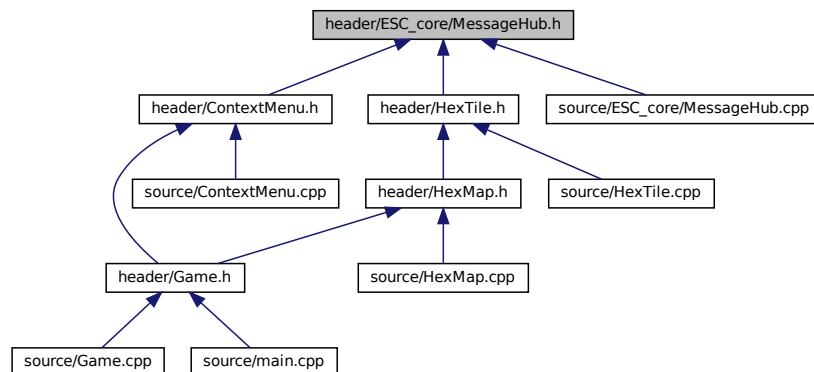 header/ESC_core/MessageHub.h
header/ContextMenu.h
header/HexTile.h
source/ESC_core/MessageHub.cpp
source/ContextMenu.cpp
header/HexMap.h
source/HexTile.cpp
header/Game.h
source/HexMap.cpp
source/Game.cpp
source/main.cpp